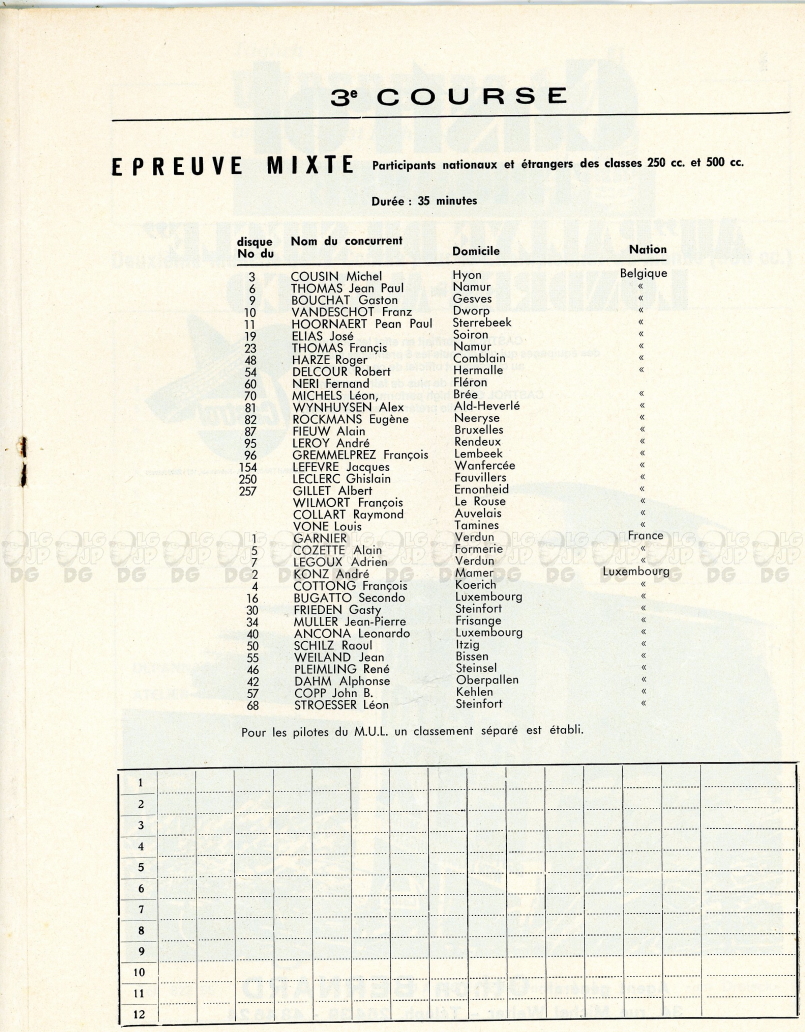 3e COURSE
EPREUVE MIXTE Participants nationaux et étrangers des classes 250 cc. et 500 cc.
Durée : 35 minutes
disque Nom du concurrent
No du Domicile Nation
3 COUSIN Michel Hyon Belgique
6 THOMAS Jean Paul Namur «
9 BOUCHAT Gaston Gesves «
10 VANDESCHOT Franz Dworp «
11 HOORNAERT Pean Paul Sterrebeek «
19 ELIAS José Soiron «
23 THOMAS Françis Namur «
48 HARZE Roger Comblain «
54 DELCOUR Robert Hermalle «
60 NERI Fernand Fléron
70 MICHELS Léon, Brée «
81 WYNHUYSEN Alex Ald-Heverlé «
82 ROCKMANS Eugène Neeryse «
87 FIEUW Alain Bruxelles «
95 LEROY André Rendeux «
96 GREMMELPREZ François Lembeek «
154 LEFEVRE Jacques Wanfercée «
250 LECLERC Ghislain Fauvillers «
257 GILLET Albert Ernonheid «
WILMORT François Le Rouse «
COLLART Raymond Auvelais «
VONE Louis Tamines «
1 GARNIER Verdun France
5 COZETTE Alain Formerie «
7 LEGOUX Adrien Verdun «
2 KONZ André Mamer Luxembourg
4 COTTONG François Koerich «
16 BUGATTO Secondo Luxembourg «
30 FRIEDEN Gasty Steinfort «
34 MULLER Jean-Pierre Frisange «
40 ANCONA Leonardo Luxembourg «
50 SCHILZ Raoul Itzig «
55 WEILAND Jean Bissen «
46 PLEIMLING René Steinsel «
42 DAHM Alphonse Oberpallen «
57 COPP John B. Kehlen «
68 STROESSER Léon Steinfort «
Pour les pilotes du M.U.L. un classement séparé est établi.
1
2
3
4
5
6
7
8
9
10
11
12